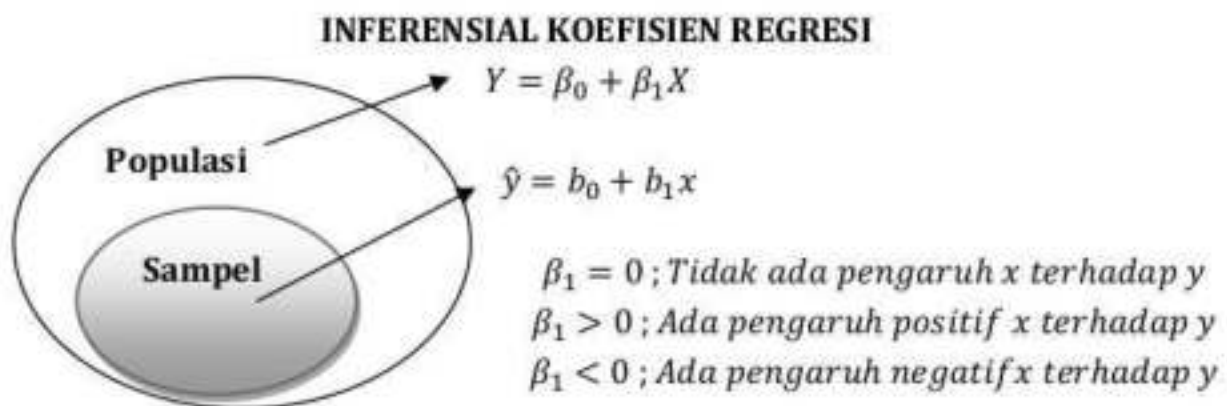 INFERENSIAL KOEFISIEN REGRESI
Y = β₀ + β₁X
Populasi
ŷ = b₀ + b₁x
Sampel
β₁ = 0 ; Tidak ada pengaruh x terhadap y
β₁ > 0 ; Ada pengaruh positif x terhadap y
β₁ < 0 ; Ada pengaruh negatif x terhadap y